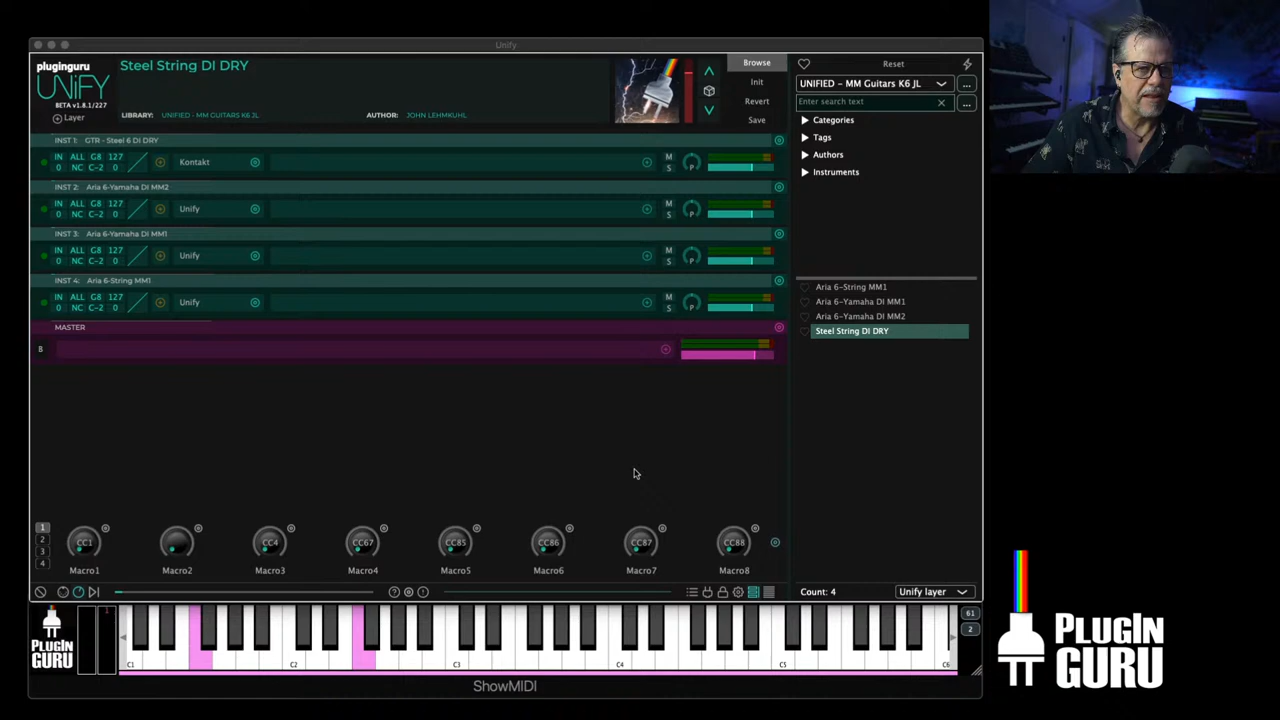 Unify
pluginguru
UNiFY
BETA v1.8.1/227
Layer
Steel String DI DRY
LIBRARY: UNIFIED - MM GUITARS K6 JL
AUTHOR: JOHN LEHMKUHL
Browse
Init
Revert
Save
Reset
UNIFIED - MM Guitars K6 JL
...
Enter search text
...
Categories
Tags
Authors
Instruments
INST 1: GTR - Steel 6 DI DRY
IN ALL G8 127
0 NC C-2 0
Kontakt
M
S
P
INST 2: Aria 6-Yamaha DI MM2
IN ALL G8 127
0 NC C-2 0
Unify
M
S
P
INST 3: Aria 6-Yamaha DI MM1
IN ALL G8 127
0 NC C-2 0
Unify
M
S
P
INST 4: Aria 6-String MM1
IN ALL G8 127
0 NC C-2 0
Unify
M
S
P
MASTER
B
Aria 6-String MM1
Aria 6-Yamaha DI MM1
Aria 6-Yamaha DI MM2
Steel String DI DRY
1
2
3
4
CC1
CC4
CC67
CC85
CC86
CC87
CC88
Macro1
Macro2
Macro3
Macro4
Macro5
Macro6
Macro7
Macro8
Count: 4
Unify layer
PLUGIN
GURU
C1
C2
C3
C4
C5
C6
61
2
ShowMIDI
PLUGIN
GURU